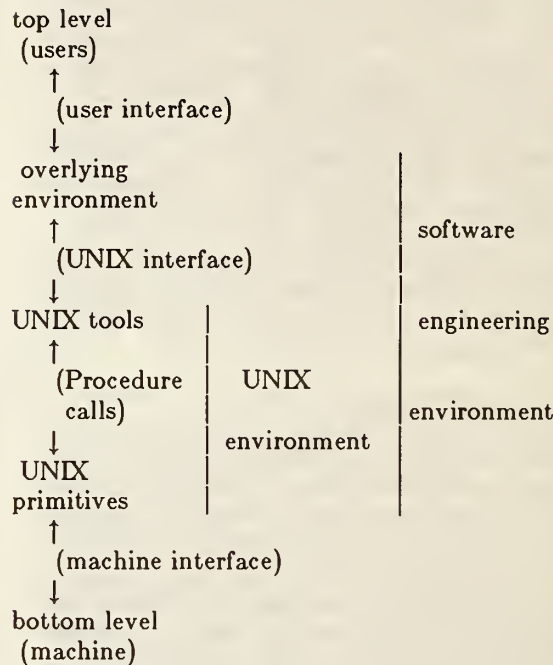 top level
(users)
↑
(user interface)
↓
overlying
environment
↑
software
(UNIX interface)
↓
UNIX tools
engineering
↑
(Procedure
UNIX
calls)
environment
↓
environment
UNIX
primitives
↑
(machine interface)
↓
bottom level
(machine)